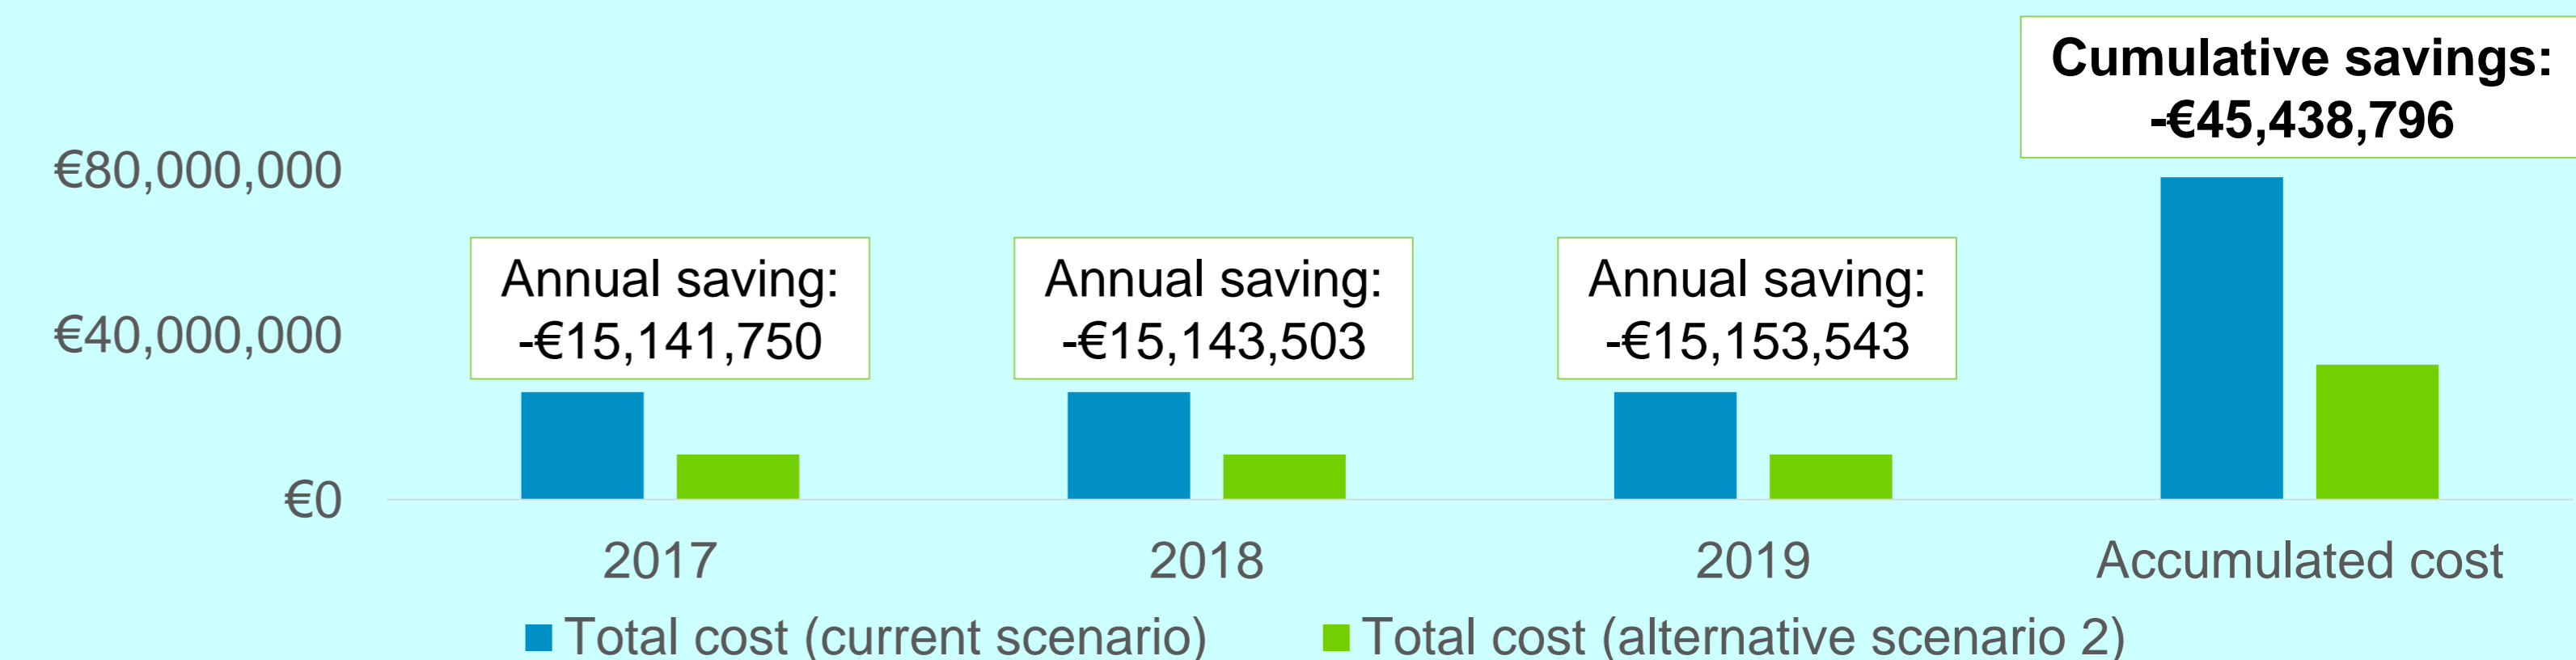 Cumulative savings:
-€45,438,796
€80,000,000
€40,000,000
€0
Annual saving:
-€15,141,750
Annual saving:
-€15,143,503
Annual saving:
-€15,153,543
2017
2018
2019
Accumulated cost
Total cost (current scenario)
Total cost (alternative scenario 2)